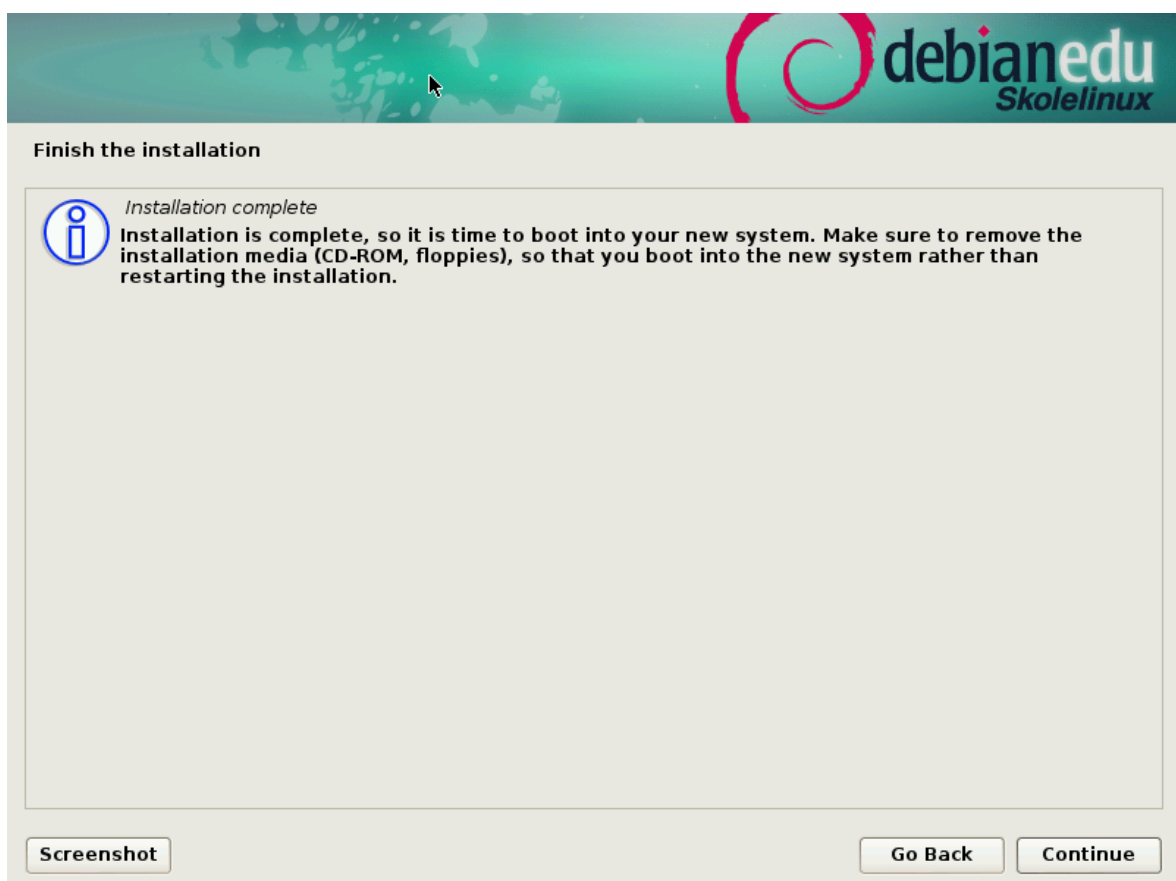 debianedu
Skolelinux
Finish the installation
Installation complete
Installation is complete, so it is time to boot into your new system. Make sure to remove the
installation media (CD-ROM, floppies), so that you boot into the new system rather than
restarting the installation.
Screenshot
Go Back
Continue